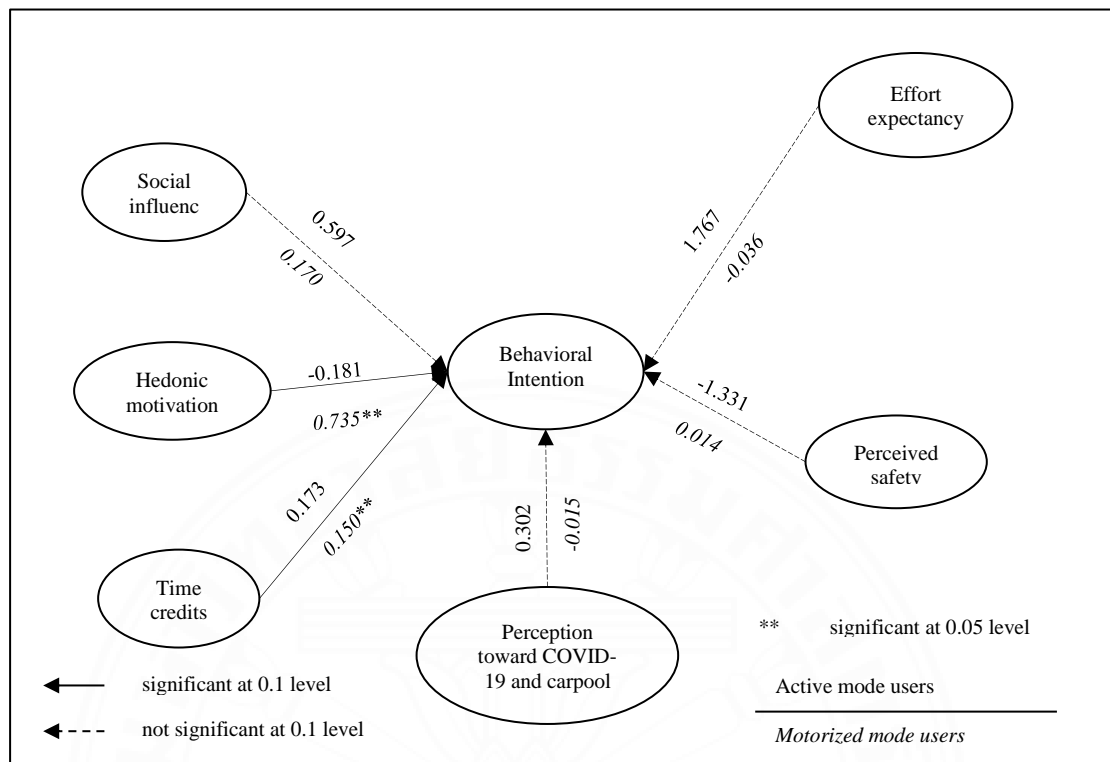 Effort
expectancy
Social
influenc
0.597
0.170
1.767
-0.036
Behavioral
Intention
Hedonic
motivation
-0.181
0.735**
-1.331
0.014
Perceived
safety
0.173
0.150**
0.302
-0.015
Time
credits
Perception
toward COVID-
19 and carpool
** significant at 0.05 level
significant at 0.1 level
not significant at 0.1 level
Active mode users
Motorized mode users